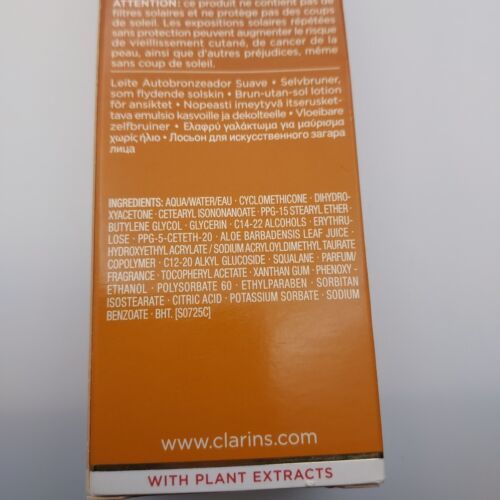 ATTENTION: ce produit ne contient pas de
filtres solaires et ne protège pas des coups
de soleil. Les expositions solaires répétées
sans protection peuvent augmenter le risque
de vieillissement cutané, de cancer de la
peau, ainsi que d'autres préjudices, même
sans coup de soleil.
Leite Autobronzeador Suave • Selvbruner,
som flydende solskin • Brun-utan-sol lotion
för ansiktet • Nopeasti imeytyvä itserusket-
tava emulsio kasvoille ja dekolteelle • Vloeibare
zelfbruiner • Ελαφρύ γαλάκτωμα για μαύρισμα
χωρίς ήλιο • Лосьон для искусственного загара
лица
INGREDIENTS: AQUA/WATER/EAU • CYCLOMETHICONE • DIHYDRO-
XYACETONE • CETEARYL ISONONANOATE • PPG-15 STEARYL ETHER •
BUTYLENE GLYCOL • GLYCERIN • C14-22 ALCOHOLS • ERYTHRU-
LOSE • PPG-5-CETETH-20 • ALOE BARBADENSIS LEAF JUICE •
HYDROXYETHYL ACRYLATE / SODIUM ACRYLOYLDIMETHYL TAURATE
COPOLYMER • C12-20 ALKYL GLUCOSIDE • SQUALANE • PARFUM/
FRAGRANCE • TOCOPHERYL ACETATE • XANTHAN GUM • PHENOXY-
ETHANOL • POLYSORBATE 60 • ETHYLPARABEN • SORBITAN
ISOSTEARATE • CITRIC ACID • POTASSIUM SORBATE • SODIUM
BENZOATE • BHT. [S0725C]
www.clarins.com
WITH PLANT EXTRACTS